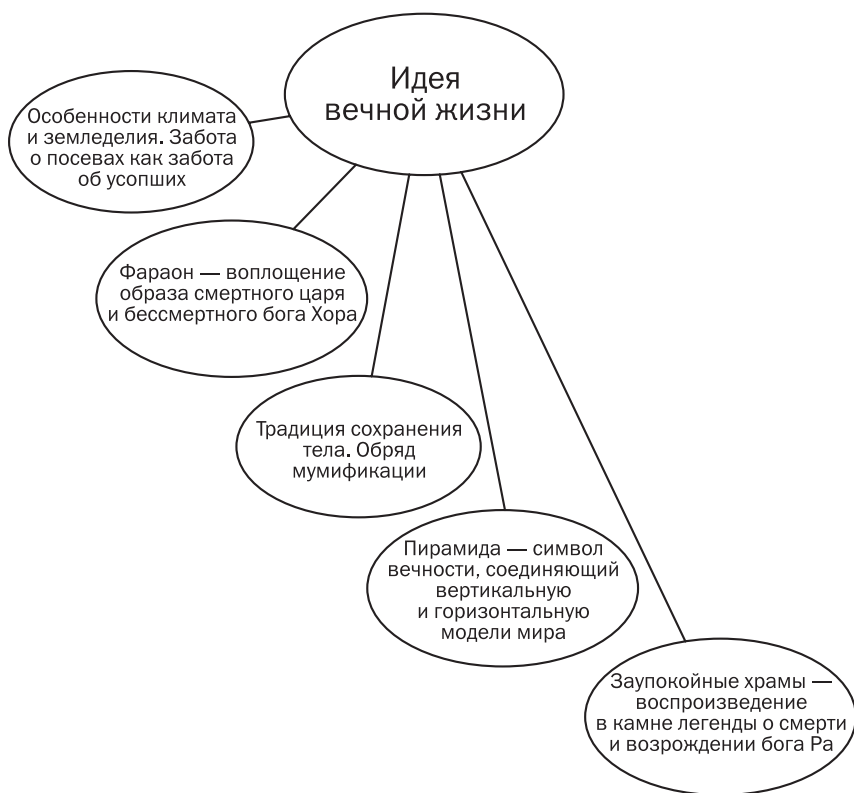 Идея
вечной жизни
Особенности климата
и земледелия. Забота
о посевах как забота
об усопших
Фараон — воплощение
образа смертного царя
и бессмертного бога Хора
Традиция сохранения
тела. Обряд
мумификации
Пирамида — символ
вечности, соединяющий
вертикальную
и горизонтальную
модели мира
Заупокойные храмы —
воспроизведение
в камне легенды о смерти
и возрождении бога Ра